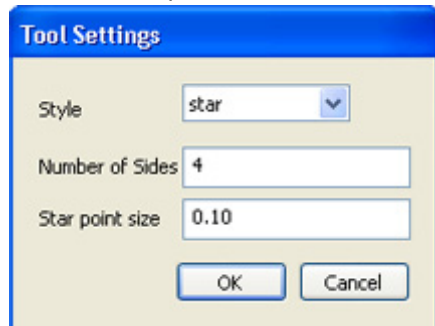 Tool Settings
Style star
Number of Sides 4
Star point size 0.10
OK Cancel